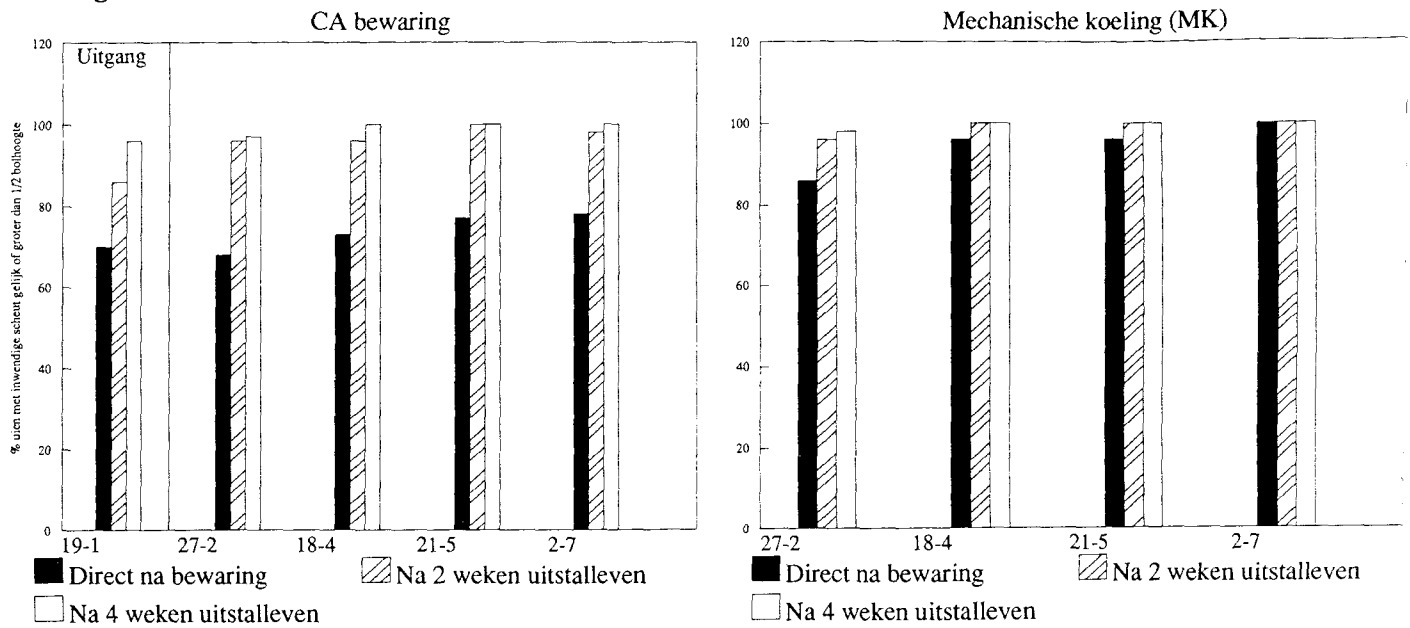 CA bewaring
% uien met inwendige scheut gelijk of groter dan 1/2 bolhoogte
120
100
80
60
40
20
0
Uitgang
19-1 27-2 18-4 21-5 2-7
Direct na bewaring Na 2 weken uitstalleven
Na 4 weken uitstalleven
Mechanische koeling (MK)
120
100
80
60
40
20
0
27-2 18-4 21-5 2-7
Direct na bewaring Na 2 weken uitstalleven
Na 4 weken uitstalleven